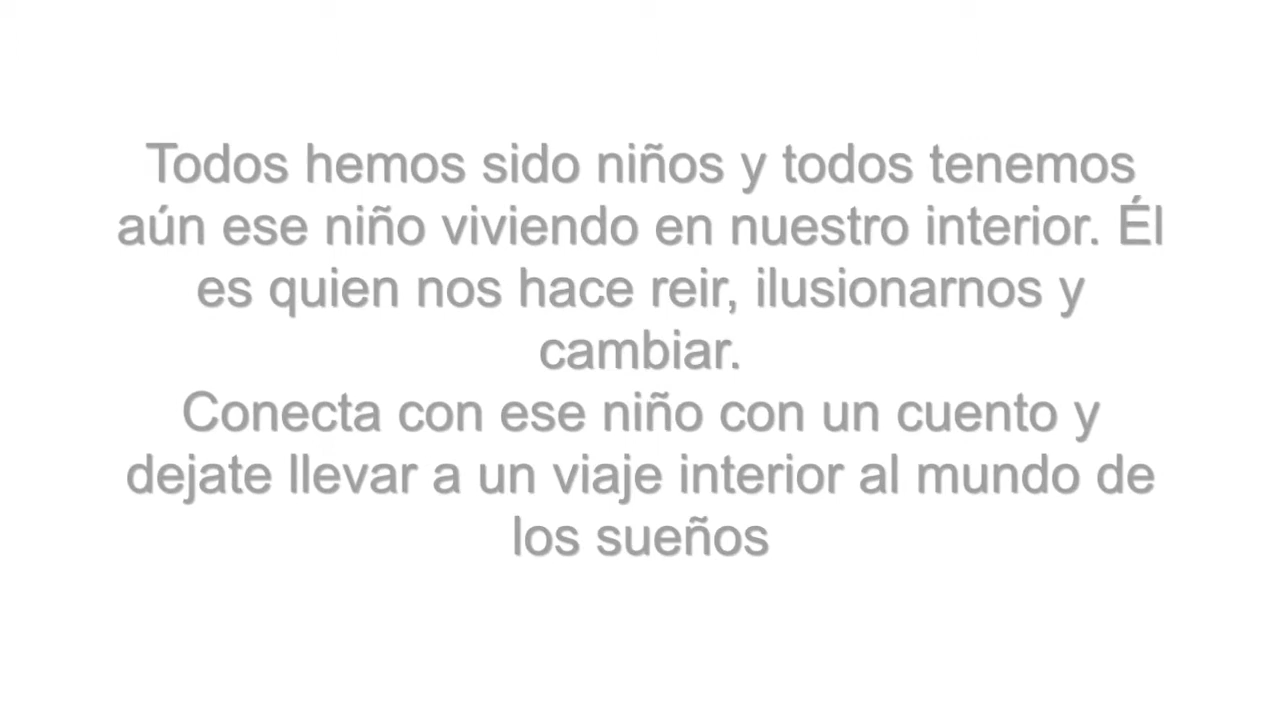 Todos hemos sido niños y todos tenemos
aún ese niño viviendo en nuestro interior. Él
es quien nos hace reir, ilusionarnos y
cambiar.
Conecta con ese niño con un cuento y
dejate llevar a un viaje interior al mundo de
los sueños